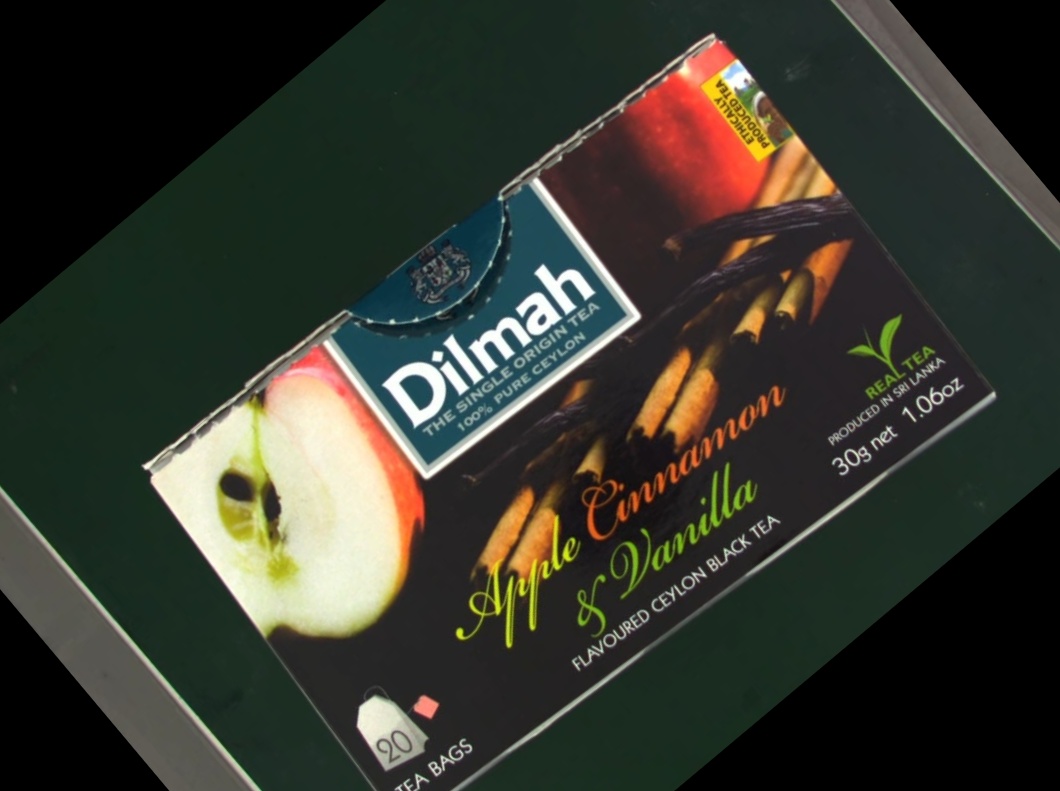 ETHICALLY
PRODUCED TEA
Dilmah
THE SINGLE ORIGIN TEA
100% PURE CEYLON
Apple Cinnamon
& Vanilla
FLAVOURED CEYLON BLACK TEA
REAL TEA
PRODUCED IN SRI LANKA
30g net 1.06oz
20
TEA BAGS